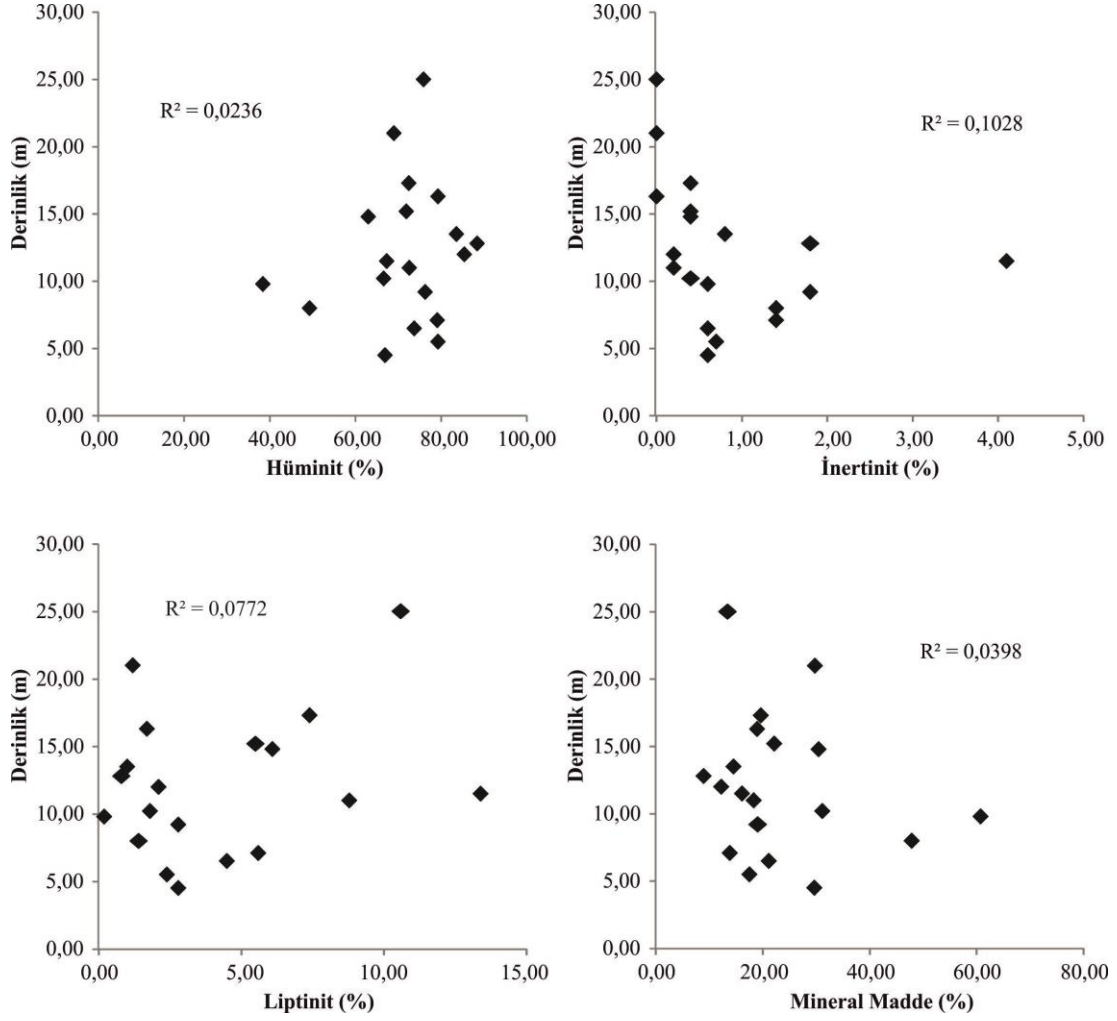 30,00
25,00
20,00
15,00
10,00
5,00
0,00
Derinlik (m)
R² = 0,0236
0,00 20,00 40,00 60,00 80,00 100,00
Hüminit (%)
30,00
25,00
20,00
15,00
10,00
5,00
0,00
Derinlik (m)
R² = 0,1028
0,00 1,00 2,00 3,00 4,00 5,00
İnertinit (%)
30,00
25,00
20,00
15,00
10,00
5,00
0,00
Derinlik (m)
R² = 0,0772
0,00 5,00 10,00 15,00
Liptinit (%)
30,00
25,00
20,00
15,00
10,00
5,00
0,00
Derinlik (m)
R² = 0,0398
0,00 20,00 40,00 60,00 80,00
Mineral Madde (%)